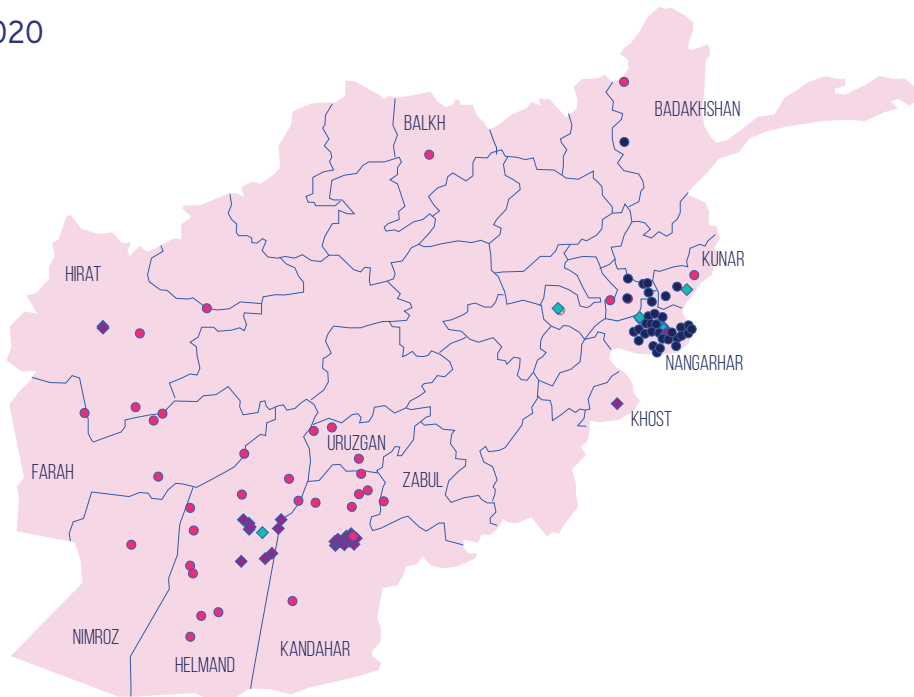 020
BADAKHSHAN
BALKH
KUNAR
HIRAT
NANGARHAR
KHOST
URUZGAN
FARAH
ZABUL
NIMROZ
KANDAHAR
HELMAND